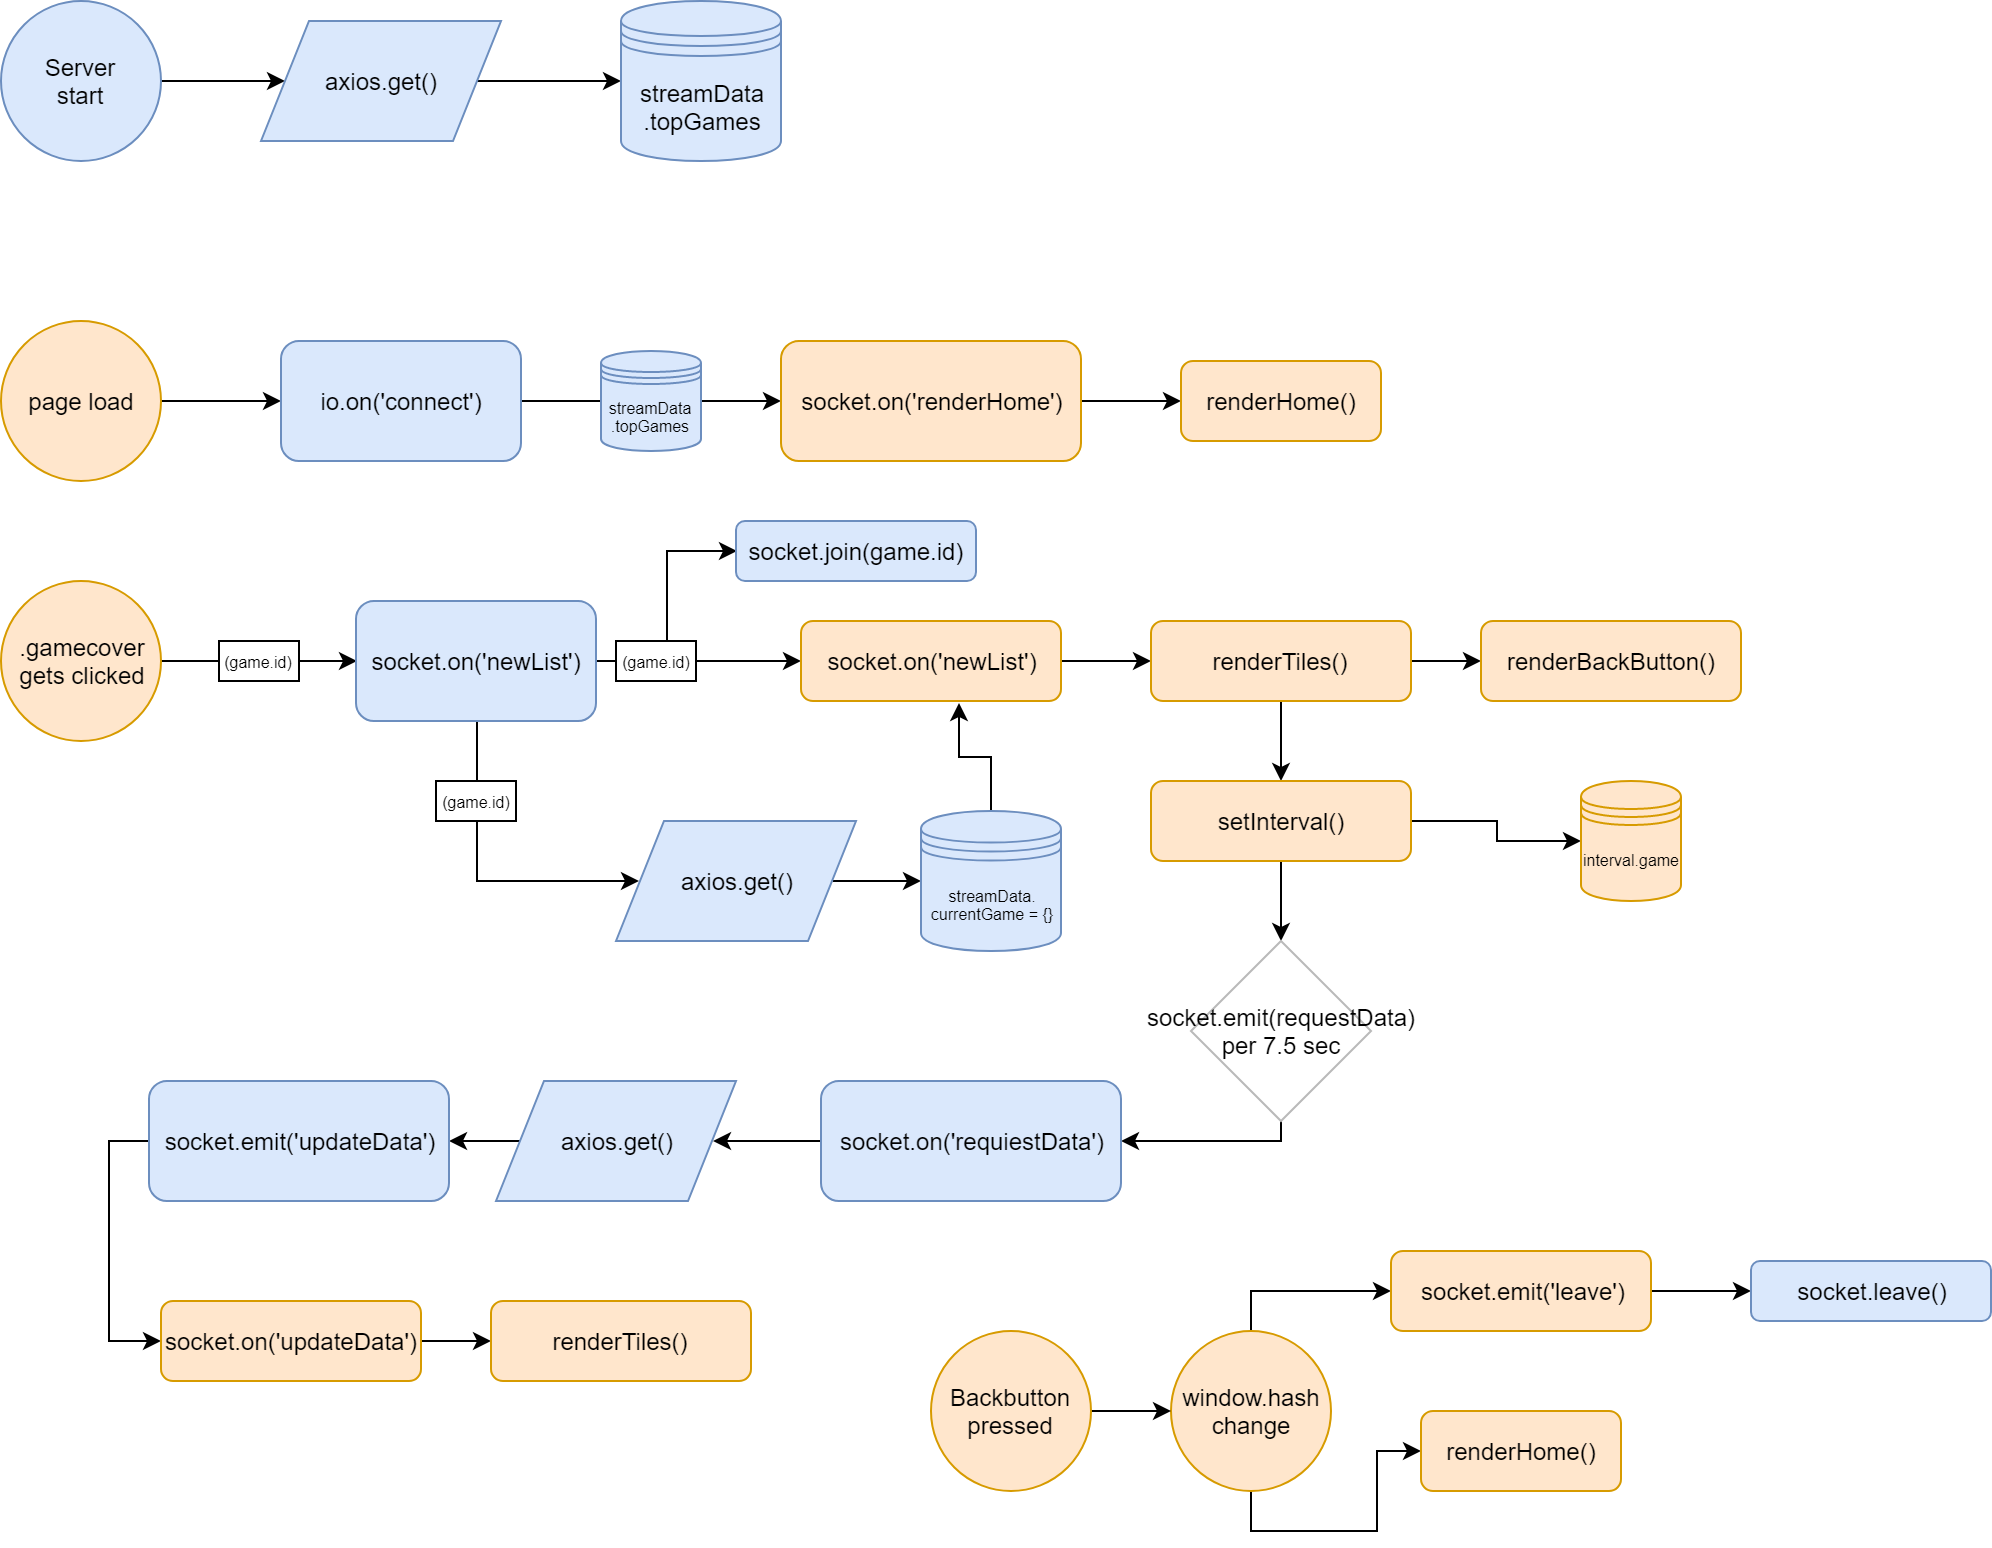 Server
start
axios.get()
streamData
.topGames
page load
io.on('connect')
streamData
.topGames
socket.on('renderHome')
renderHome()
socket.join(game.id)
.gamecover
gets clicked
(game.id)
socket.on('newList')
(game.id)
socket.on('newList')
renderTiles()
renderBackButton()
(game.id)
axios.get()
streamData.
currentGame = {}
setInterval()
interval.game
socket.emit(requestData)
per 7.5 sec
socket.emit('updateData')
axios.get()
socket.on('requiestData')
socket.on('updateData')
renderTiles()
Backbutton
pressed
window.hash
change
socket.emit('leave')
socket.leave()
renderHome()